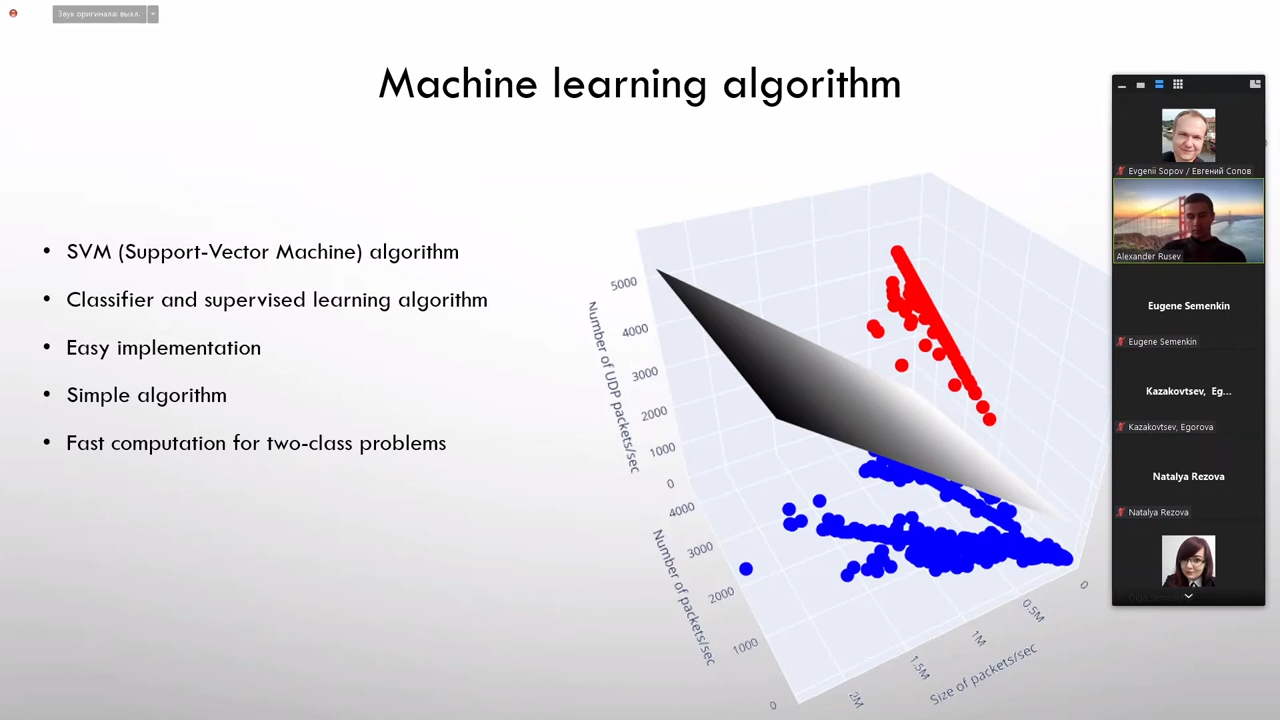 Звук оригинала: выкл.
Machine learning algorithm
• SVM (Support-Vector Machine) algorithm
• Classifier and supervised learning algorithm
• Easy implementation
• Simple algorithm
• Fast computation for two-class problems
Number of UDP packets/sec
5000
4000
3000
2000
1000
0
Number of packets/sec
4000
3000
2000
1000
0
Size of packets/sec
2M
1.5M
1M
0.5M
0
Evgenii Sopov / Евгений Сопов
Alexander Rusev
Eugene Semenkin
Eugene Semenkin
Kazakovtsev, Eg...
Kazakovtsev, Egorova
Natalya Rezova
Natalya Rezova